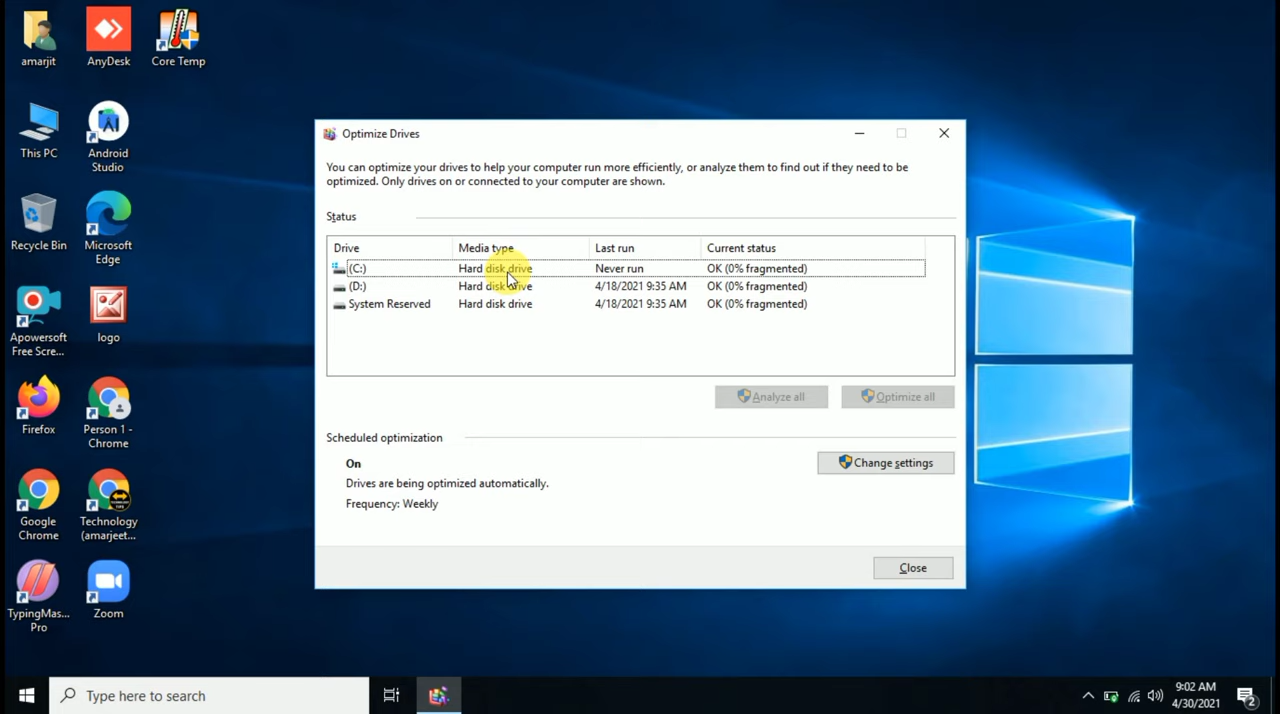 amarjit
AnyDesk
Core Temp
This PC
Android
Studio
Recycle Bin
Microsoft
Edge
Apowersoft
Free Scre...
logo
Firefox
Person 1 -
Chrome
Google
Chrome
Technology
(amarjeet...
TypingMas...
Pro
Zoom
Optimize Drives
You can optimize your drives to help your computer run more efficiently, or analyze them to find out if they need to be
optimized. Only drives on or connected to your computer are shown.
Status
Drive Media type Last run Current status
(C:) Hard disk drive Never run OK (0% fragmented)
(D:) Hard disk drive 4/18/2021 9:35 AM OK (0% fragmented)
System Reserved Hard disk drive 4/18/2021 9:35 AM OK (0% fragmented)
Analyze all Optimize all
Scheduled optimization
On
Change settings
Drives are being optimized automatically.
Frequency: Weekly
Close
Type here to search
9:02 AM
4/30/2021
2